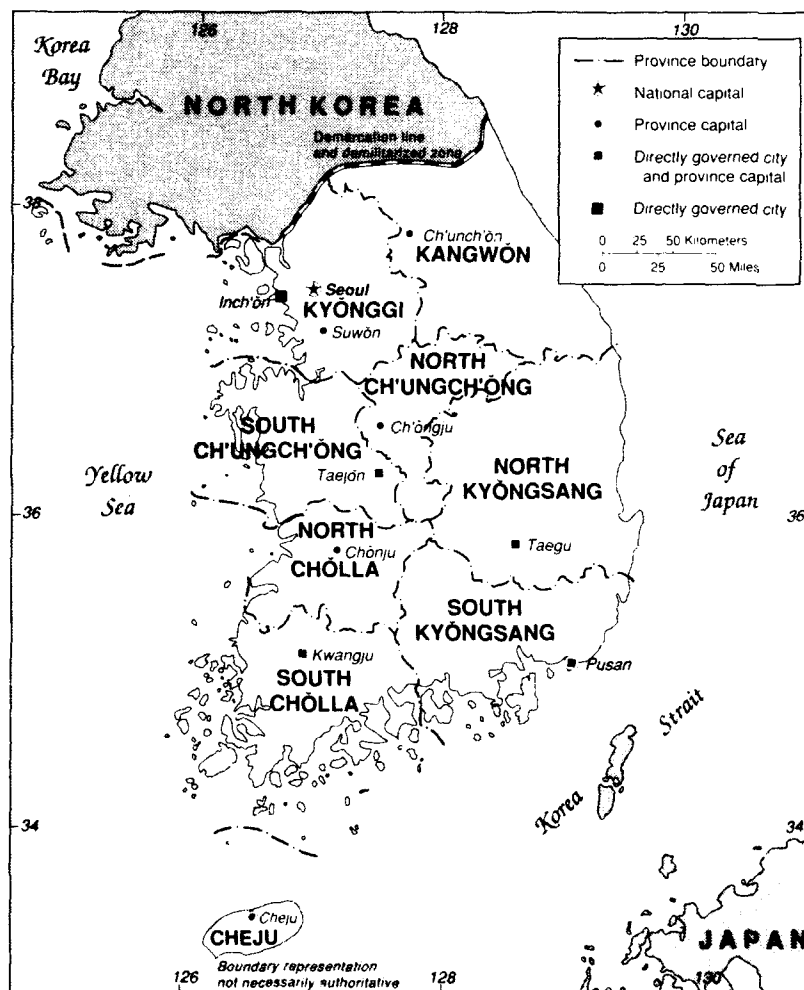 126
128
130
Korea
Bay
NORTH KOREA
Demarcation line
and demilitarized zone
Province boundary
National capital
Province capital
Directly governed city
and province capital
Directly governed city
0 25 50 Kilometers
0 25 50 Miles
38
Ch'unch'ŏn
KANGWŎN
Inch'ŏn
Seoul
KYŎNGGI
Suwŏn
NORTH
CH'UNGCH'ŎNG
SOUTH
CH'UNGCH'ŎNG
Ch'ŏngju
Taejŏn
NORTH
KYŎNGSANG
Yellow
Sea
Sea
of
Japan
36
36
NORTH
CHŎLLA
Chŏnju
Taegu
SOUTH
KYŎNGSANG
Kwangju
SOUTH
CHŎLLA
Pusan
Korea Strait
34
34
Cheju
CHEJU
JAPAN
Boundary representation
not necessarily authoritative
126
128
130